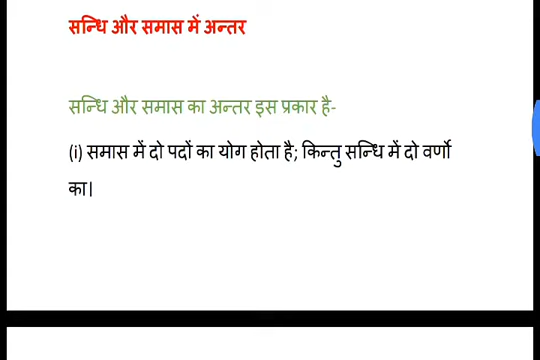 सन्धि और समास में अन्तर
सन्धि और समास का अन्तर इस प्रकार है-
(i) समास में दो पदों का योग होता है; किन्तु सन्धि में दो वर्णो
का।